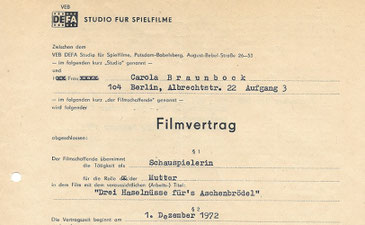 VEB
DEFA STUDIO FÜR SPIELFILME
Zwischen dem
VEB DEFA Studio für Spielfilme, Potsdam-Babelsberg, August-Bebel-Straße 26—53
— im folgenden kurz „Studio" genannt —
und
Frau Carola Braunbock
1o4 Berlin, Albrechtstr. 22 Aufgang 3
— im folgenden kurz „der Filmschaffende" genannt —
wird folgender
Filmvertrag
abgeschlossen:
§ 1
Der Filmschaffende übernimmt
die Tätigkeit als Schauspielerin
für die Rolle der Mutter
in dem Film mit dem voraussichtlichen (Arbeits-) Titel:
"Drei Haselnüsse für's Aschenbrödel"
§ 2
Die Vertragszeit beginnt am 1. Dezember 1972